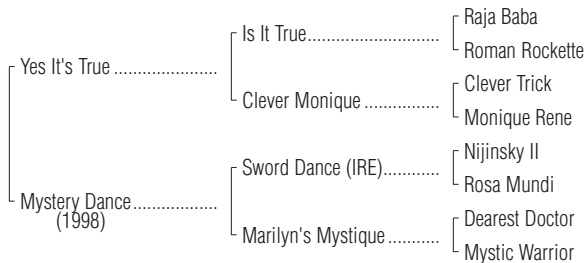 Raja Baba
Is It True
Roman Rockette
Yes It's True
Clever Trick
Clever Monique
Monique Rene
Nijinsky II
Sword Dance (IRE)
Rosa Mundi
Mystery Dance
(1998)
Dearest Doctor
Marilyn's Mystique
Mystic Warrior